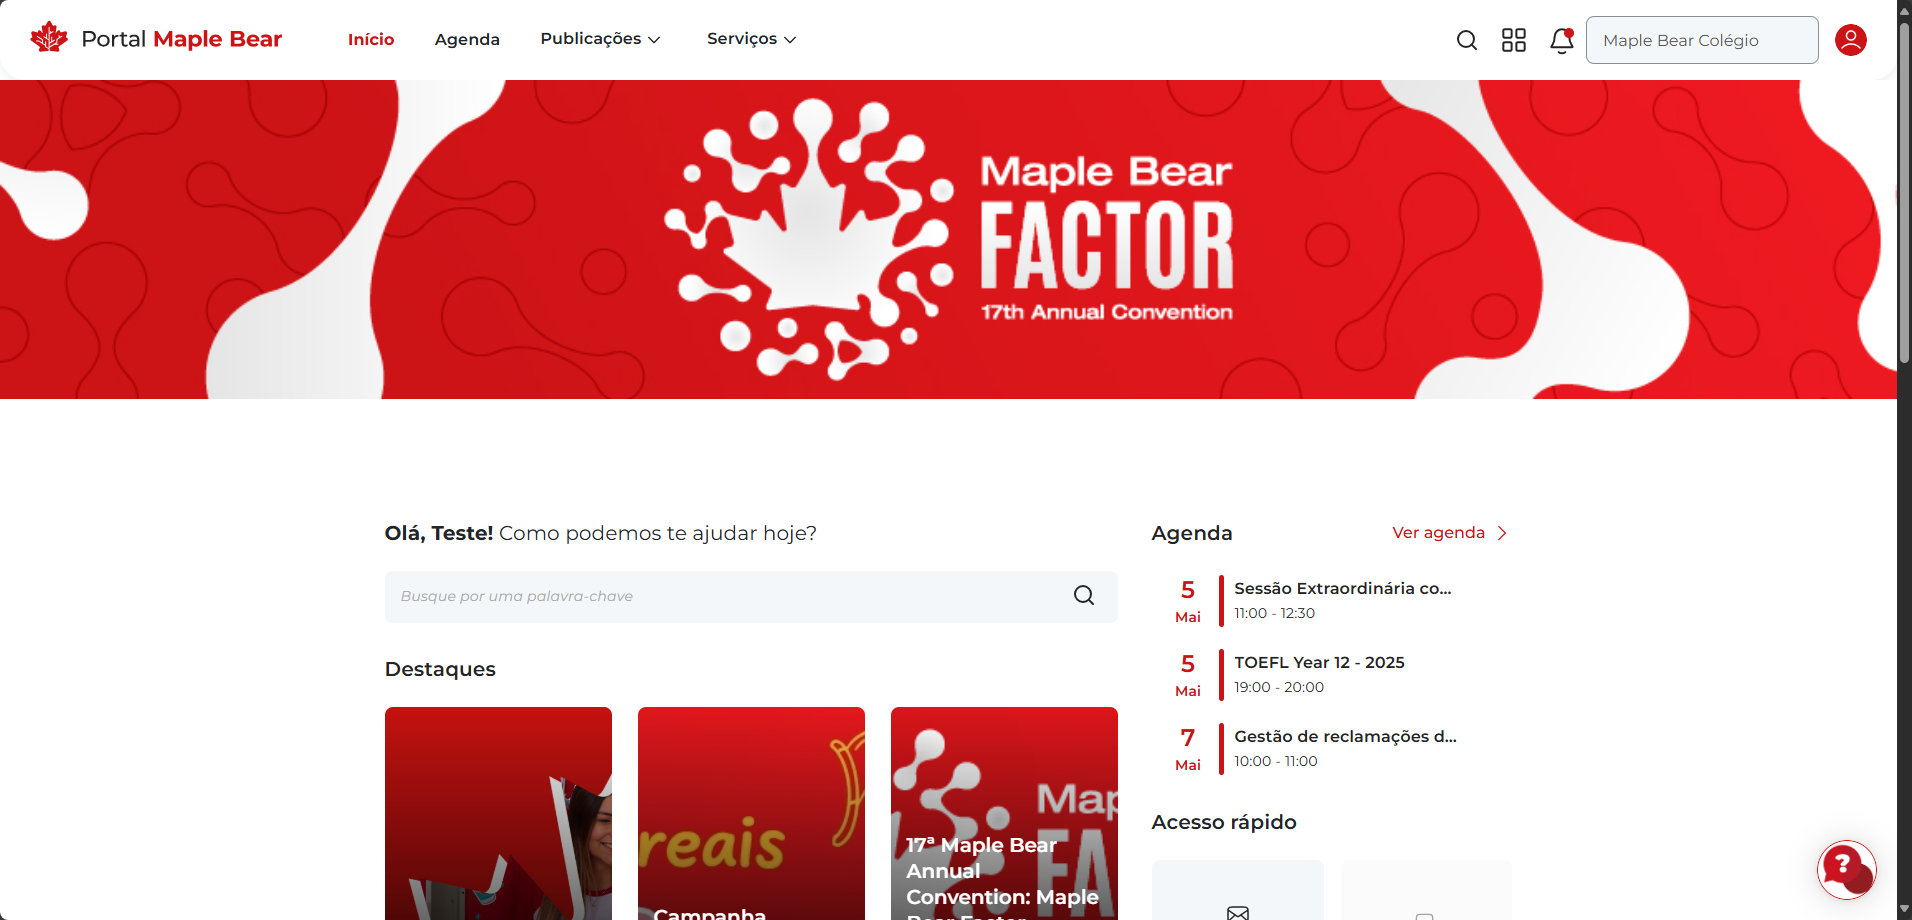 Portal Maple Bear
Início
Agenda
Publicações
Serviços
Maple Bear Colégio
Maple Bear
FACTOR
17th Annual Convention
Olá, Teste! Como podemos te ajudar hoje?
Busque por uma palavra-chave
Destaques
reais
Campanha
Map
FA
17ª Maple Bear
Annual
Convention: Maple
Bear Factor
Agenda
Ver agenda
5
Mai
Sessão Extraordinária co...
11:00 - 12:30
5
Mai
TOEFL Year 12 - 2025
19:00 - 20:00
7
Mai
Gestão de reclamações d...
10:00 - 11:00
Acesso rápido
?